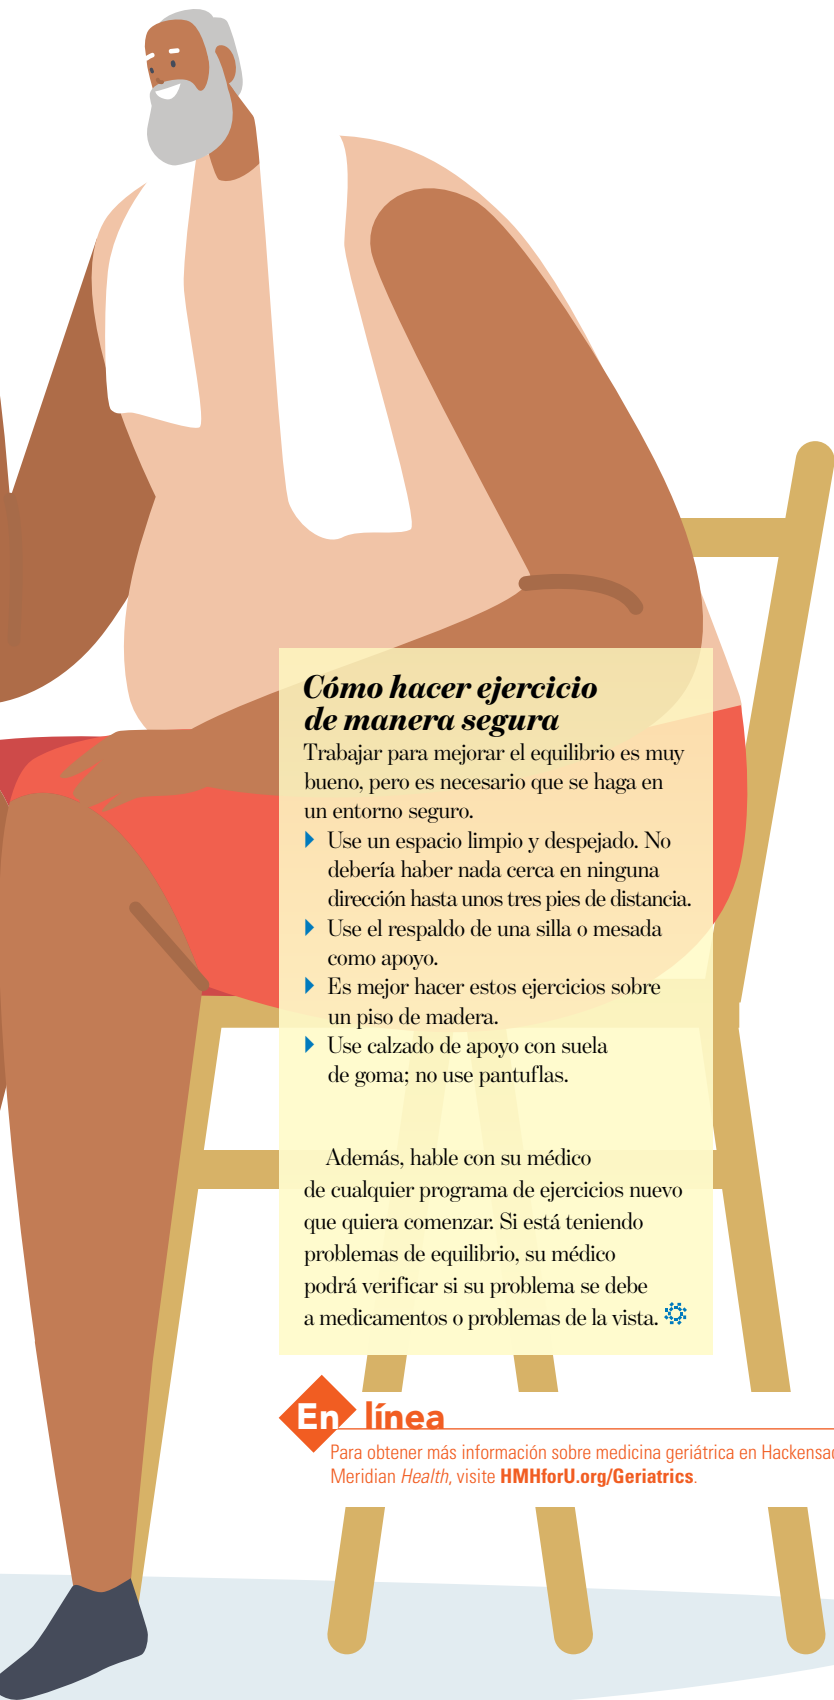 Cómo hacer ejercicio
de manera segura
Trabajar para mejorar el equilibrio es muy
bueno, pero es necesario que se haga en
un entorno seguro.
Use un espacio limpio y despejado. No
debería haber nada cerca en ninguna
dirección hasta unos tres pies de distancia.
Use el respaldo de una silla o mesada
como apoyo.
Es mejor hacer estos ejercicios sobre
un piso de madera.
Use calzado de apoyo con suela
de goma; no use pantuflas.
Además, hable con su médico
de cualquier programa de ejercicios nuevo
que quiera comenzar. Si está teniendo
problemas de equilibrio, su médico
podrá verificar si su problema se debe
a medicamentos o problemas de la vista.
En línea
Para obtener más información sobre medicina geriátrica en
Meridian Health, visite HMHforU.org/Geriatrics.